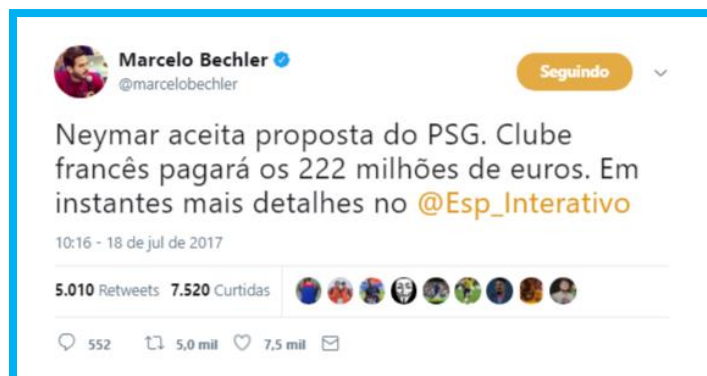 Marcelo Bechler
@marcelobechler
Seguindo
Neymar aceita proposta do PSG. Clube
francês pagará os 222 milhões de euros. Em
instantes mais detalhes no @Esp_Interativo
10:16 - 18 de jul de 2017
5.010 Retweets 7.520 Curtidas
552 5,0 mil 7,5 mil